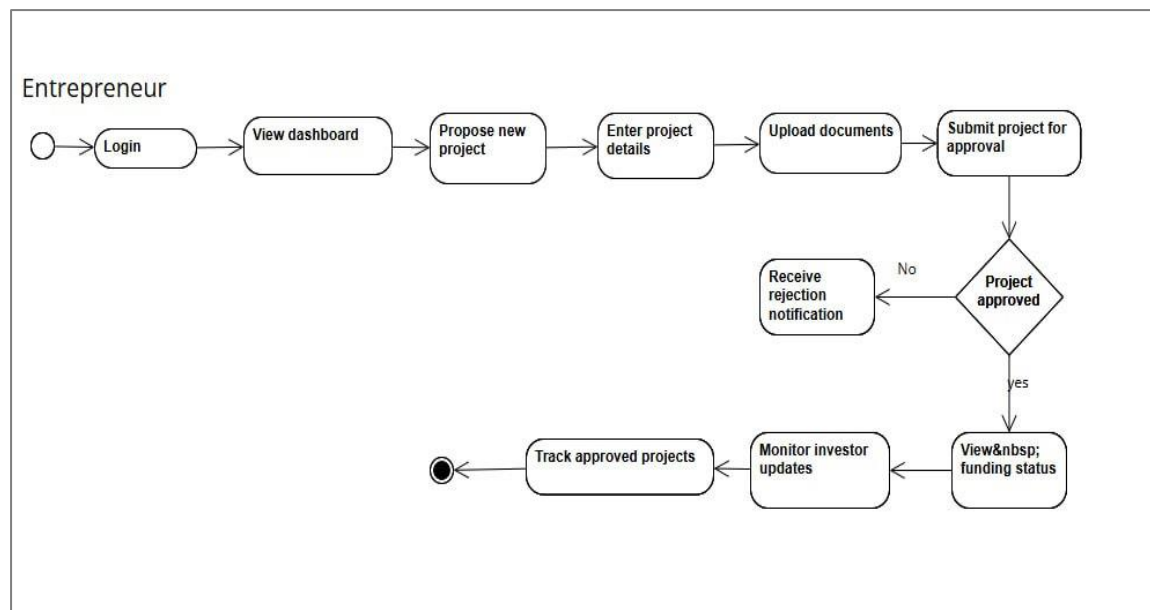 Entrepreneur
Login
View dashboard
Propose new
project
Enter project
details
Upload documents
Submit project for
approval
Project
approved
No
Receive
rejection
notification
yes
View&nbsp;
funding status
Monitor investor
updates
Track approved projects